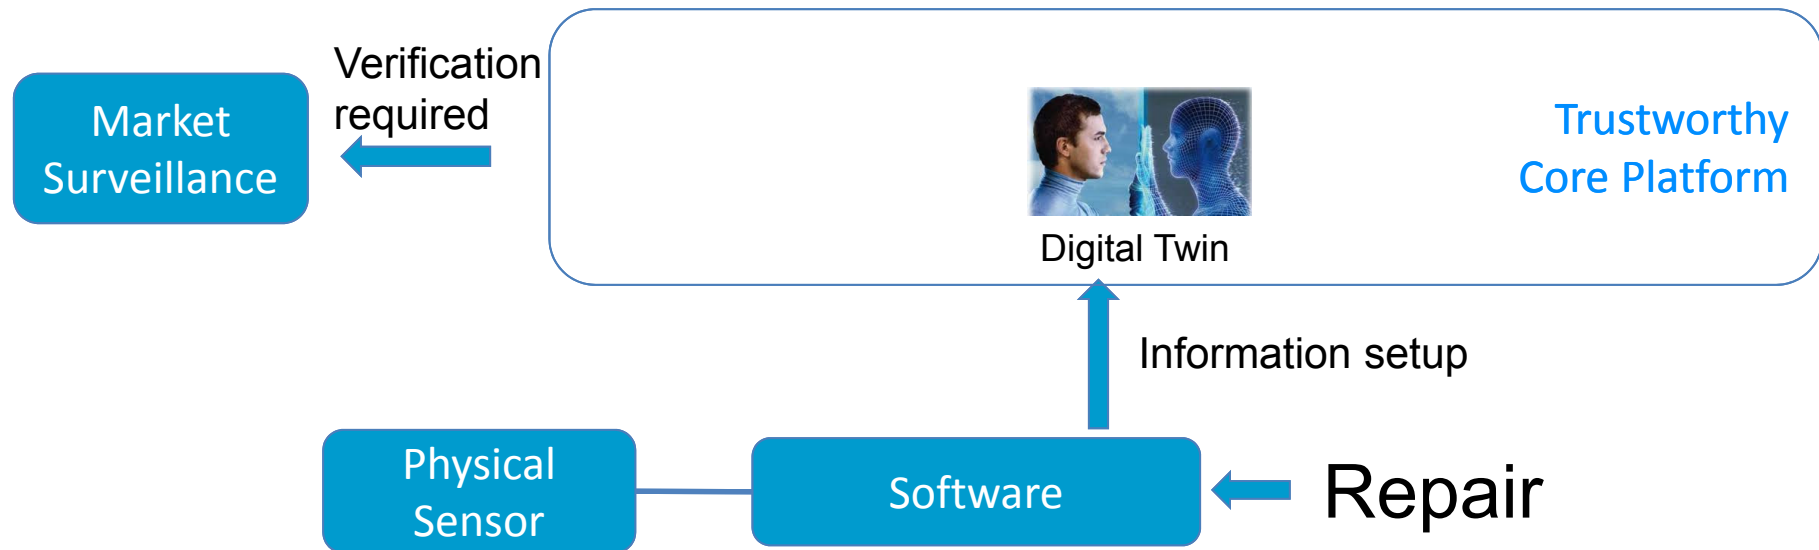 Verification
required
Market
Surveillance
Trustworthy
Core Platform
Digital Twin
Information setup
Physical
Sensor
Software
Repair